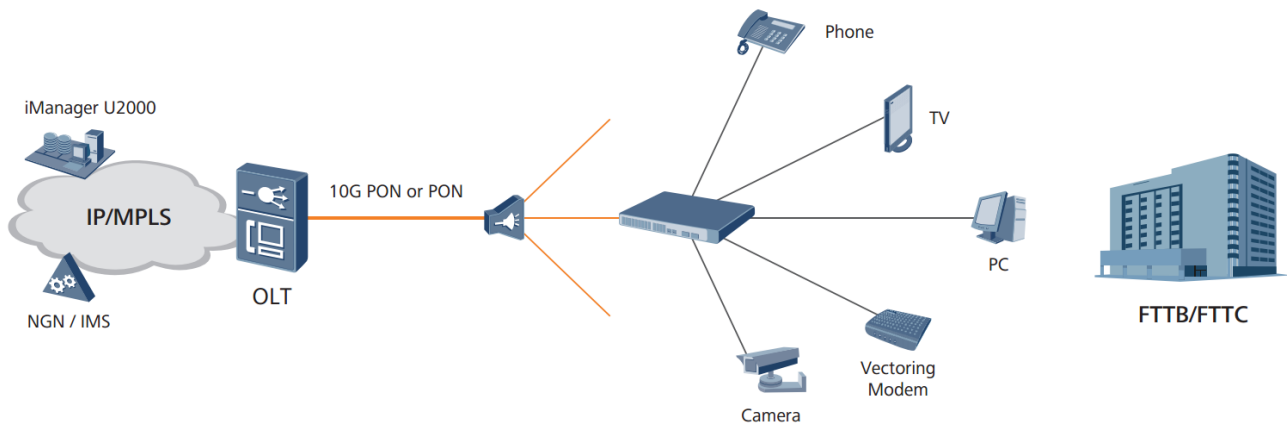 iManager U2000
IP/MPLS
NGN / IMS
OLT
10G PON or PON
Phone
TV
PC
Vectoring
Modem
Camera
FTTB/FTTC